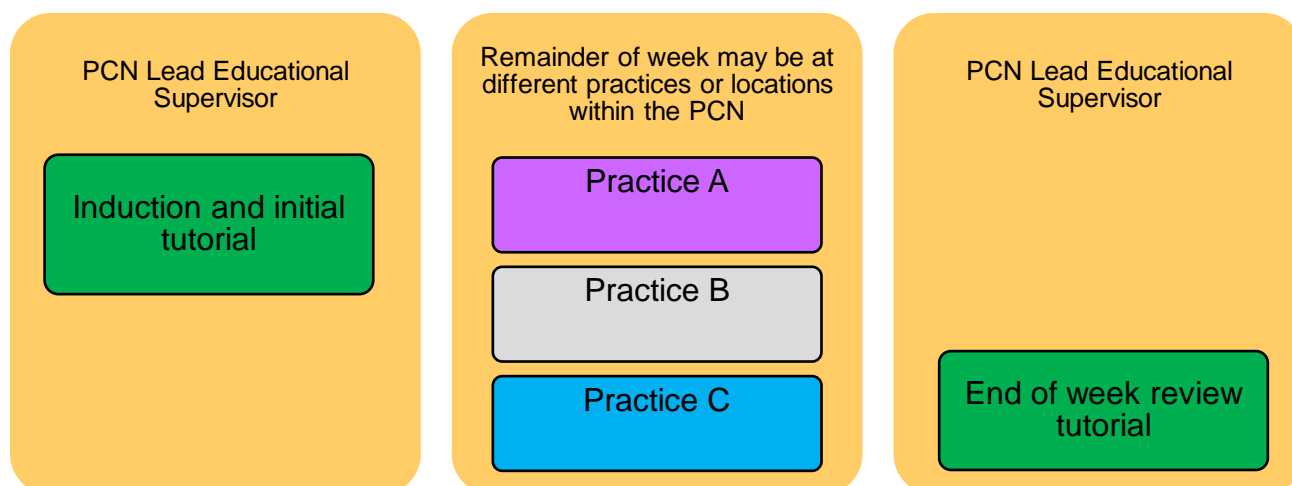 PCN Lead Educational
Supervisor
Induction and initial
tutorial
Remainder of week may be at
different practices or locations
within the PCN
Practice A
Practice B
Practice C
PCN Lead Educational
Supervisor
End of week review
tutorial